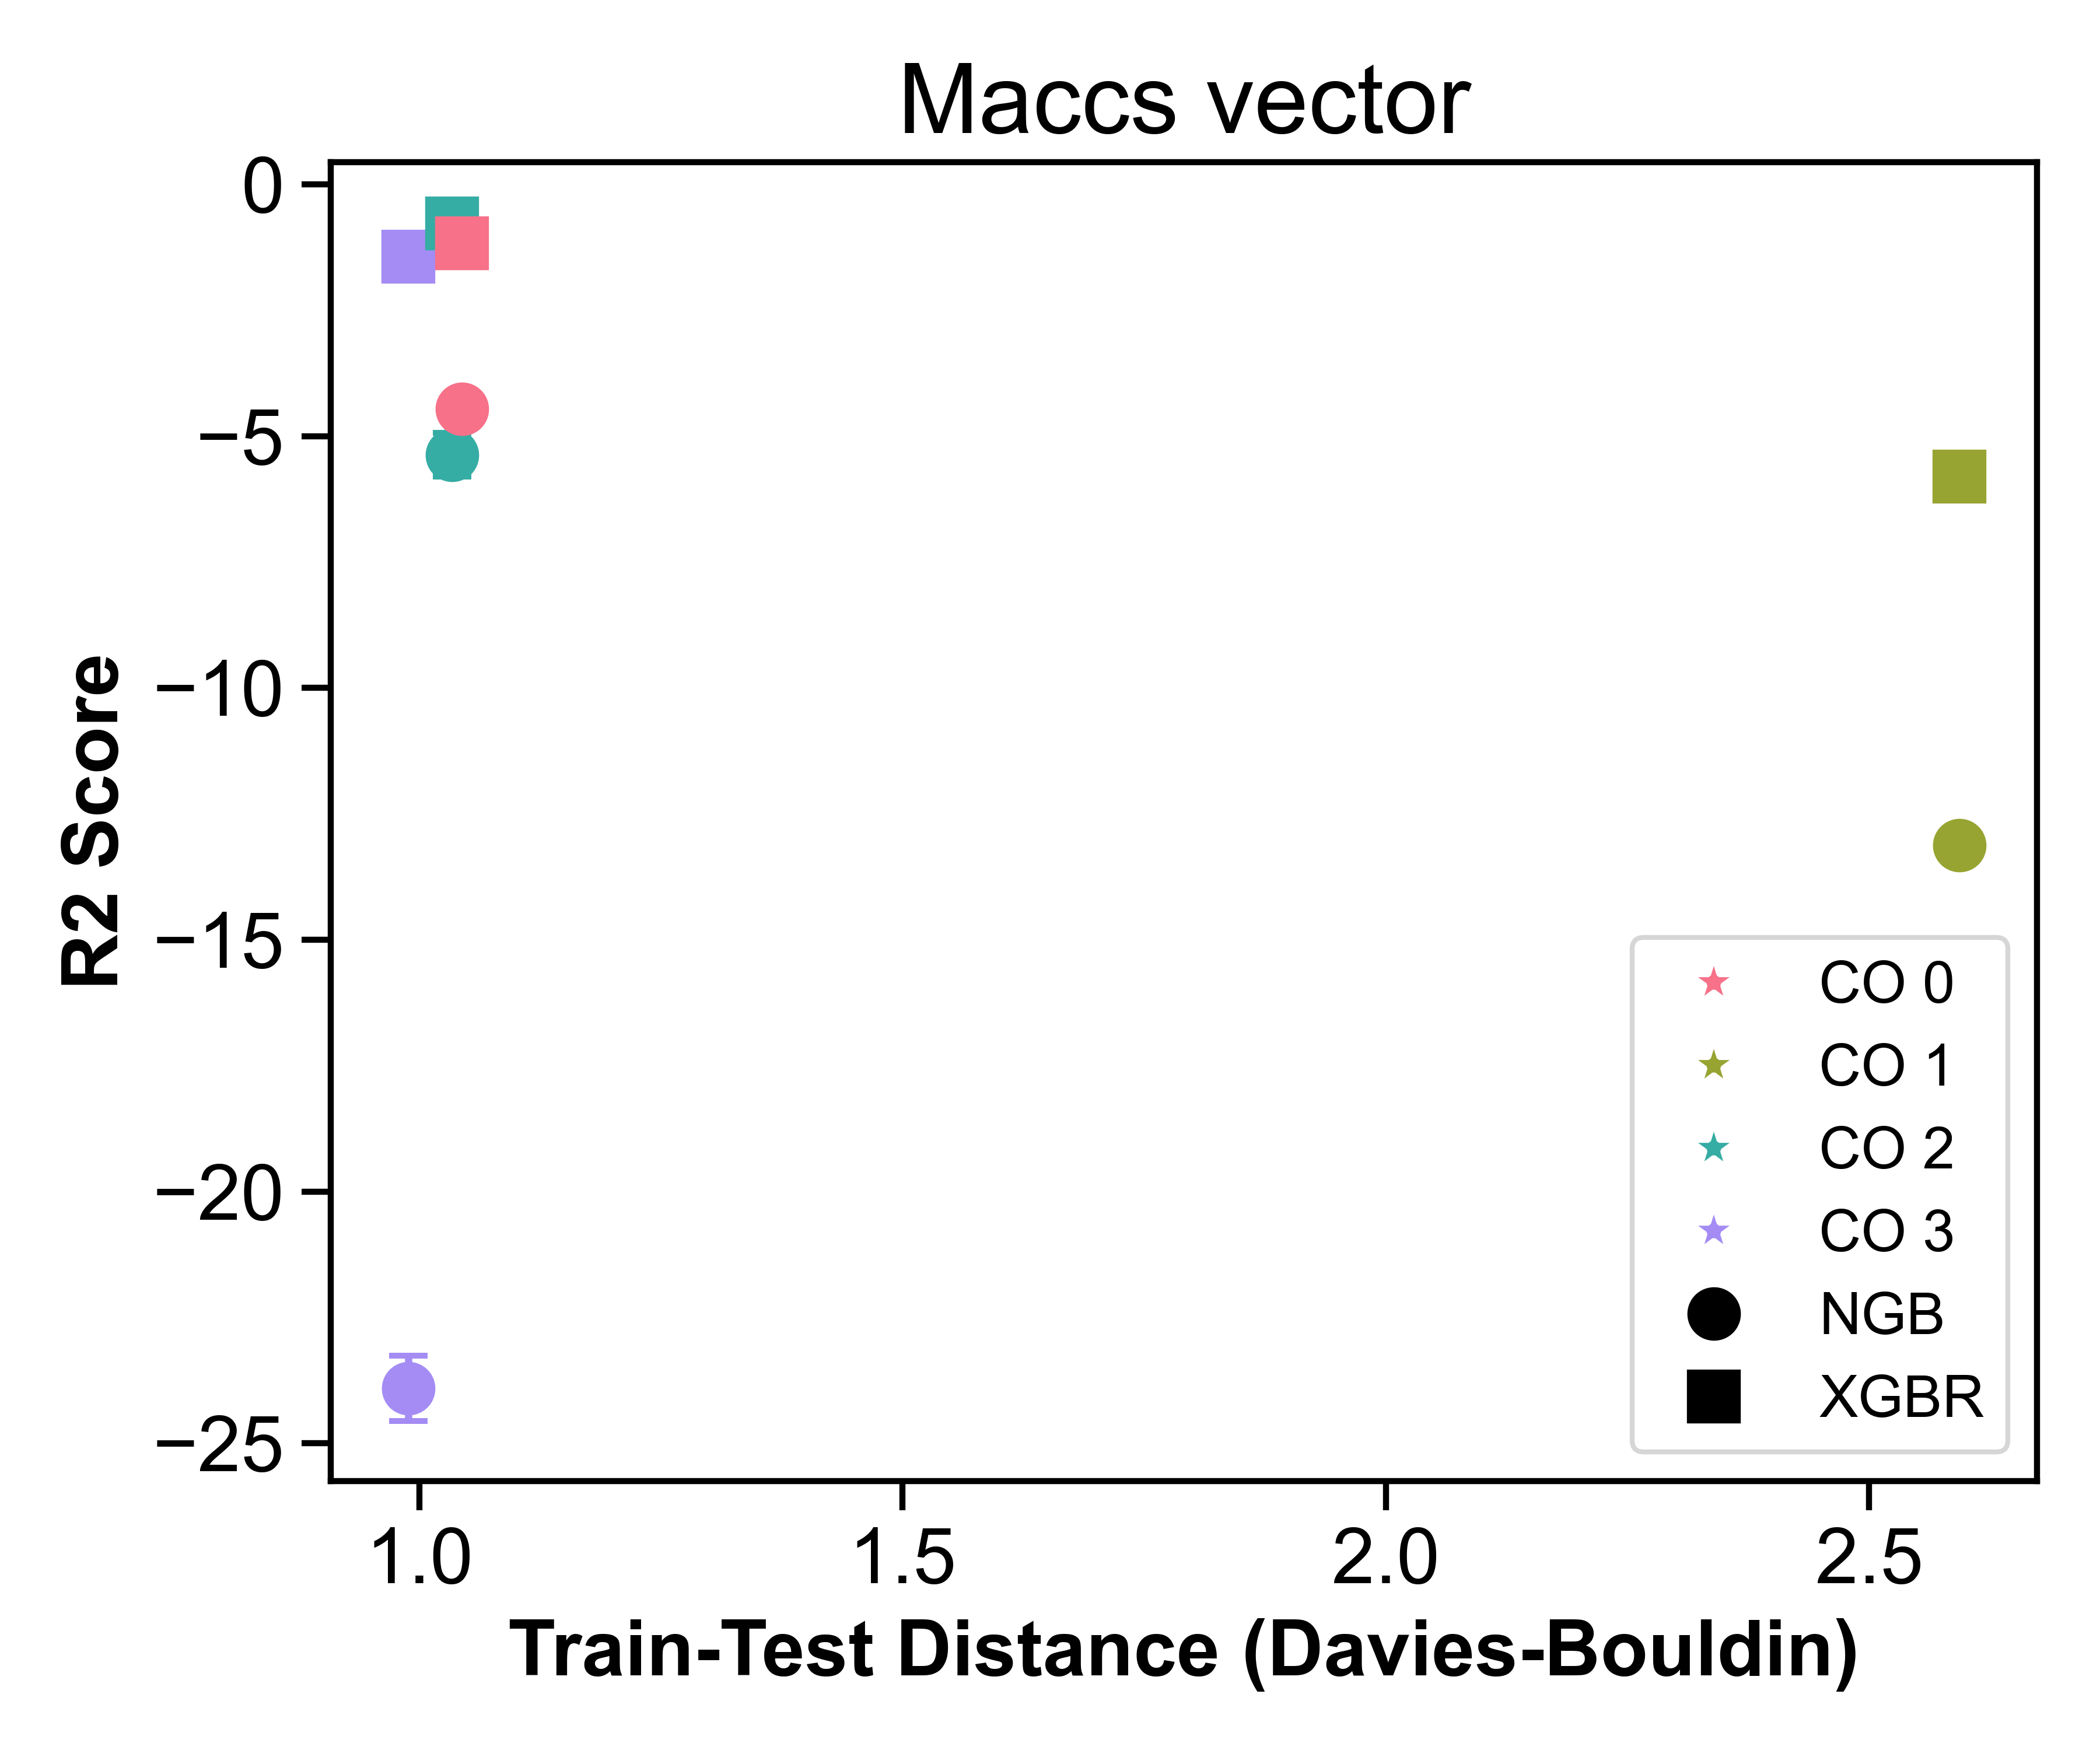 Maccs vector
0
−5
−10
−15
−20
−25
R2 Score
CO 0
CO 1
CO 2
CO 3
NGB
XGBR
1.0
1.5
2.0
2.5
Train-Test Distance (Davies-Bouldin)